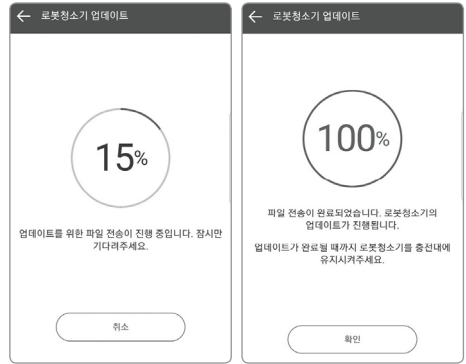 로봇청소기 업데이트
15%
업데이트를 위한 파일 전송이 진행 중입니다. 잠시만
기다려주세요.
취소
로봇청소기 업데이트
100%
파일 전송이 완료되었습니다. 로봇청소기의
업데이트가 진행됩니다.
업데이트가 완료될 때까지 로봇청소기를 충전대에
유지시켜주세요.
확인